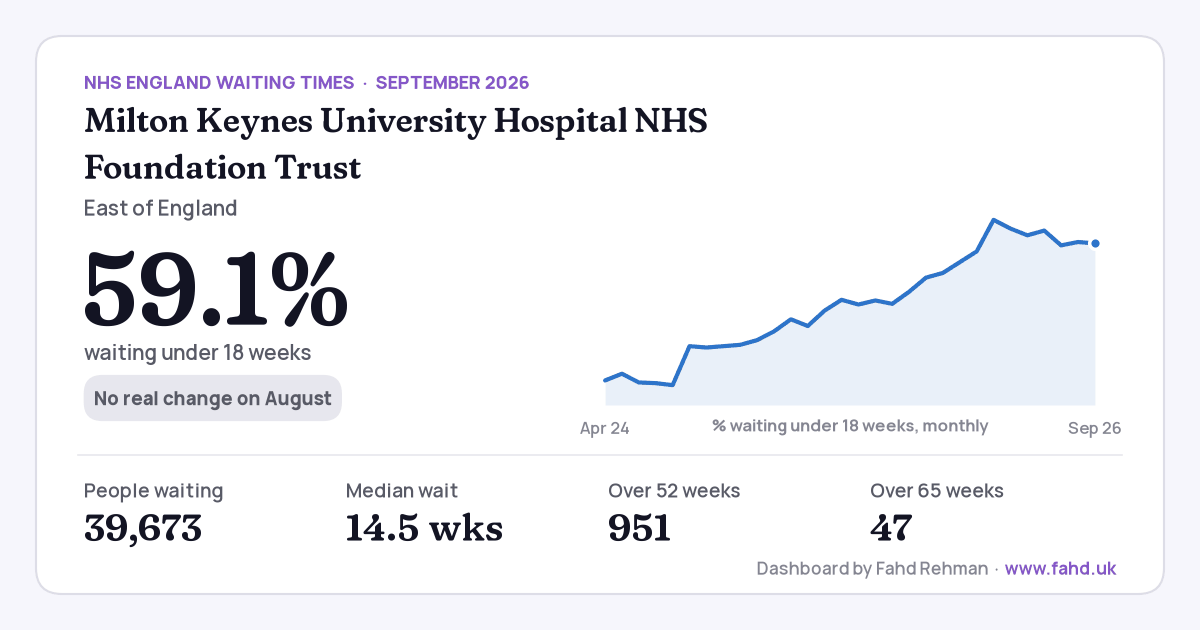 NHS ENGLAND WAITING TIMES · SEPTEMBER 2026
Milton Keynes University Hospital NHS
Foundation Trust
East of England
59.1%
waiting under 18 weeks
No real change on August
Apr 24
% waiting under 18 weeks, monthly
Sep 26
People waiting
39,673
Median wait
14.5 wks
Over 52 weeks
951
Over 65 weeks
47
Dashboard by Fahd Rehman · www.fahd.uk